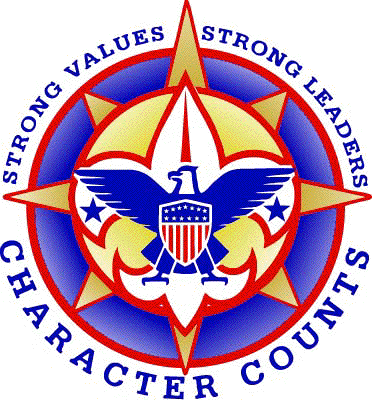 STRONG VALUES STRONG LEADERS
CHARACTER COUNTS